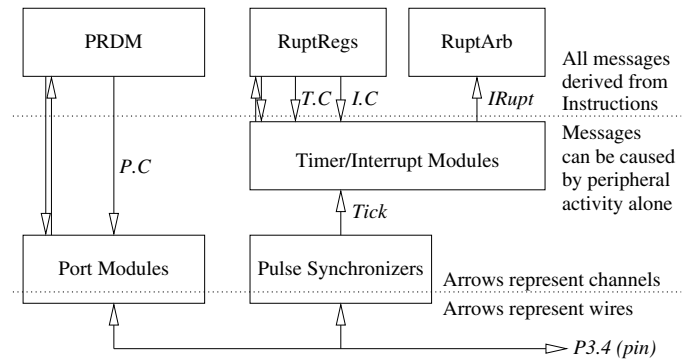 PRDM
RuptRegs
RuptArb
All messages
derived from
Instructions
T.C
I.C
IRupt
Messages
can be caused
by peripheral
activity alone
Timer/Interrupt Modules
P.C
Tick
Port Modules
Pulse Synchronizers
Arrows represent channels
Arrows represent wires
P3.4 (pin)